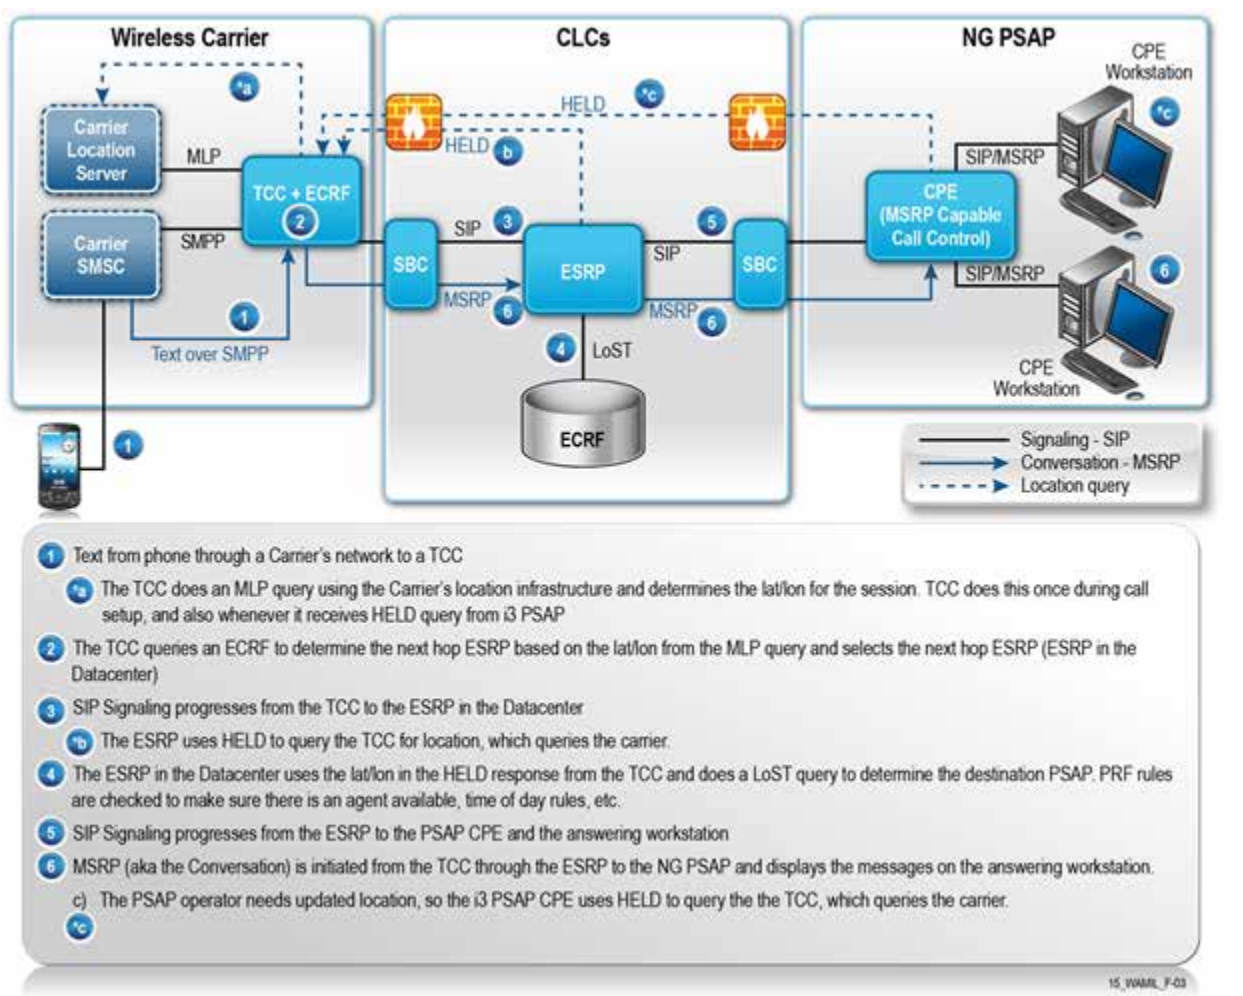 Wireless Carrier
CLCs
NG PSAP
CPE
Workstation
*a
HELD
*c
*c
Carrier
Location
Server
MLP
HELD
b
SIP/MSRP
TCC + ECRF
2
CPE
(MSRP Capable
Call Control)
Carrier
SMSC
SMPP
SBC
SIP
3
ESRP
5
SIP
SBC
SIP/MSRP
6
MSRP
6
MSRP
6
1
Text over SMPP
4
LoST
CPE
Workstation
ECRF
1
Signaling - SIP
Conversation - MSRP
Location query
1 Text from phone through a Carrier's network to a TCC
*a The TCC does an MLP query using the Carrier's location infrastructure and determines the lat/lon for the session. TCC does this once during call
setup, and also whenever it receives HELD query from i3 PSAP
2 The TCC queries an ECRF to determine the next hop ESRP based on the lat/lon from the MLP query and selects the next hop ESRP (ESRP in the
Datacenter)
3 SIP Signaling progresses from the TCC to the ESRP in the Datacenter
*b The ESRP uses HELD to query the TCC for location, which queries the carrier.
4 The ESRP in the Datacenter uses the lat/lon in the HELD response from the TCC and does a LoST query to determine the destination PSAP. PRF rules
are checked to make sure there is an agent available, time of day rules, etc.
5 SIP Signaling progresses from the ESRP to the PSAP CPE and the answering workstation
6 MSRP (aka the Conversation) is initiated from the TCC through the ESRP to the NG PSAP and displays the messages on the answering workstation.
c) The PSAP operator needs updated location, so the i3 PSAP CPE uses HELD to query the the TCC, which queries the carrier.
*c
15_WAMIL_F-03